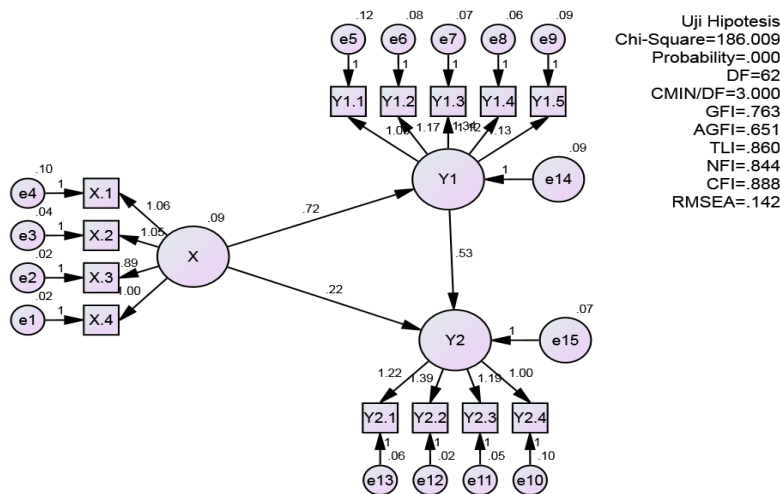 Uji Hipotesis
Chi-Square=186.009
Probability=.000
DF=62
CMIN/DF=3.000
GFI=.763
AGFI=.651
TLI=.860
NFI=.844
CFI=.888
RMSEA=.142
.12 .08 .07 .06 .09
e5 e6 e7 e8 e9
1 1 1 1 1
Y1.1 Y1.2 Y1.3 Y1.4 Y1.5
1.17 1.13
Y1
1
.09
e14
.10
e4
1
X.1
1.06
.04
e3
1
X.2
1.05
.02
e2
1
X.3
.89
.02
e1
1
X.4
1.00
.09
X
.72
.53
.22
Y2
1
.07
e15
1.22 1.39 1.19 1.00
Y2.1 Y2.2 Y2.3 Y2.4
1 1 1 1
.06 .02 .05 .10
e13 e12 e11 e10